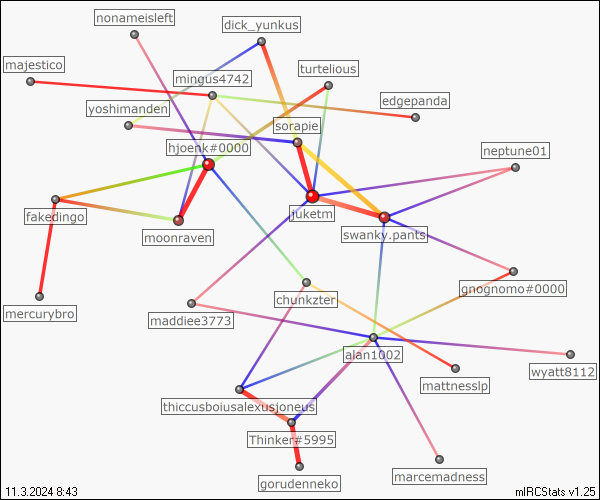 nonameisleft
dick_yunkus
majestico
turtelious
mingus4742
edgepanda
yoshimanden
sorapie
hjoenk#0000
neptune01
fakedingo
juketm
moonraven
swanky.pants
gnognomo#0000
chunkzter
mercurybro
maddiee3773
alan1002
wyatt8112
mattnesslp
thiccusboiusalexusjoneus
Thinker#5995
marcemadness
gorudenneko
11.3.2024 8:43
mIRCStats v1.25